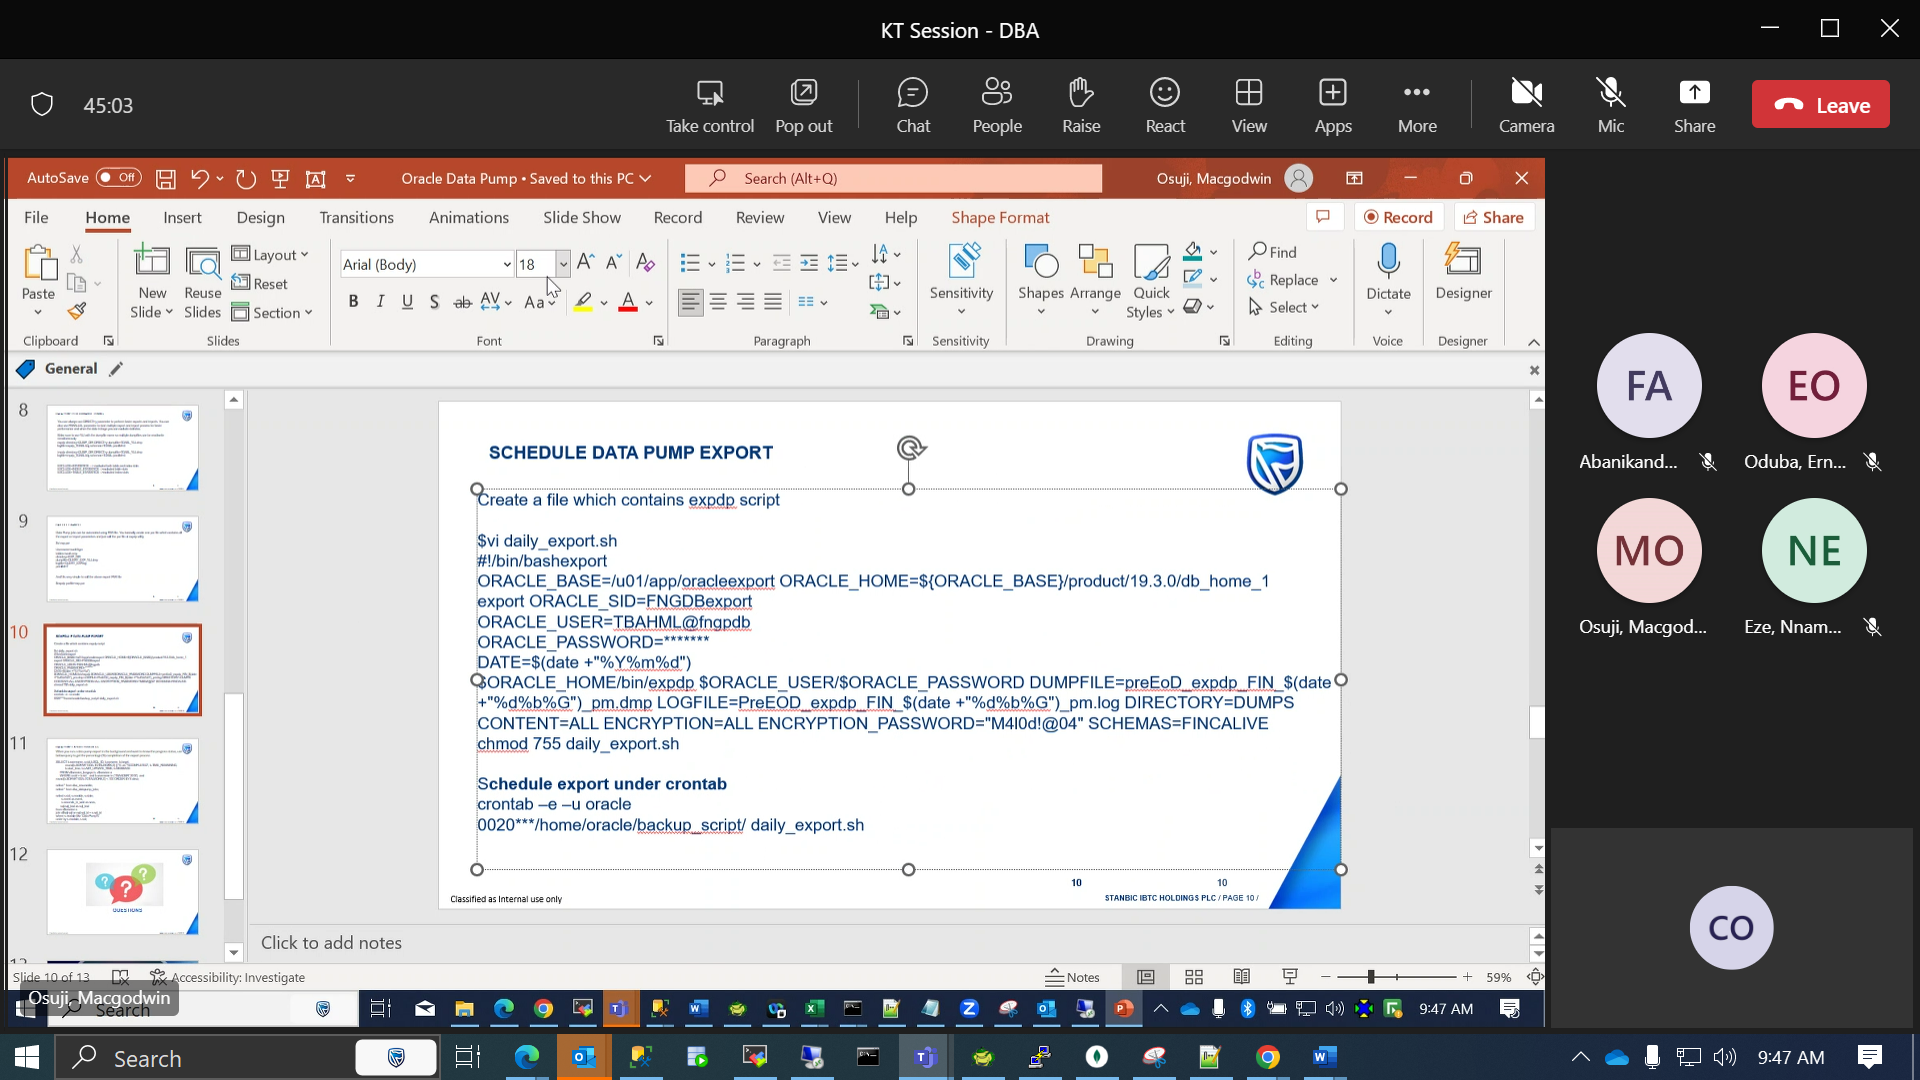 KT Session - DBA
45:03
Take control
Pop out
Chat
People
Raise
React
View
Apps
More
Camera
Mic
Share
Leave
AutoSave
Off
Oracle Data Pump • Saved to this PC
Search (Alt+Q)
Osuji, Macgodwin
File
Home
Insert
Design
Transitions
Animations
Slide Show
Record
Review
View
Help
Shape Format
Record
Share
Paste
New Slide
Reuse Slides
Layout
Reset
Section
Arial (Body)
18
Sensitivity
Shapes
Arrange
Quick Styles
Find
Replace
Select
Dictate
Designer
Clipboard
Slides
Font
Paragraph
Sensitivity
Drawing
Editing
Voice
Designer
General
8
9
10
11
12
QUESTIONS
SCHEDULE DATA PUMP EXPORT
Create a file which contains expdp script
$vi daily_export.sh
#!/bin/bashexport
ORACLE_BASE=/u01/app/oracleexport ORACLE_HOME=${ORACLE_BASE}/product/19.3.0/db_home_1
export ORACLE_SID=FNGDBexport
ORACLE_USER=TBAHML@fngpdb
ORACLE_PASSWORD=*******
DATE=$(date +"%Y%m%d")
$ORACLE_HOME/bin/expdp $ORACLE_USER/$ORACLE_PASSWORD DUMPFILE=preEoD_expdp_FIN_$(date
+"%d%b%G")_pm.dmp LOGFILE=PreEOD_expdp_FIN_$(date +"%d%b%G")_pm.log DIRECTORY=DUMPS
CONTENT=ALL ENCRYPTION=ALL ENCRYPTION_PASSWORD="M4l0d!@04" SCHEMAS=FINCALIVE
chmod 755 daily_export.sh
Schedule export under crontab
crontab –e –u oracle
0020***/home/oracle/backup_script/ daily_export.sh
10
10
Classified as Internal use only
STANBIC IBTC HOLDINGS PLC / PAGE 10 /
Click to add notes
Slide 10 of 13
Accessibility: Investigate
Notes
59%
Osuji, Macgodwin
Search
9:47 AM
FA
Abanikand...
EO
Oduba, Ern...
MO
Osuji, Macgod...
NE
Eze, Nnam...
CO
Search
9:47 AM